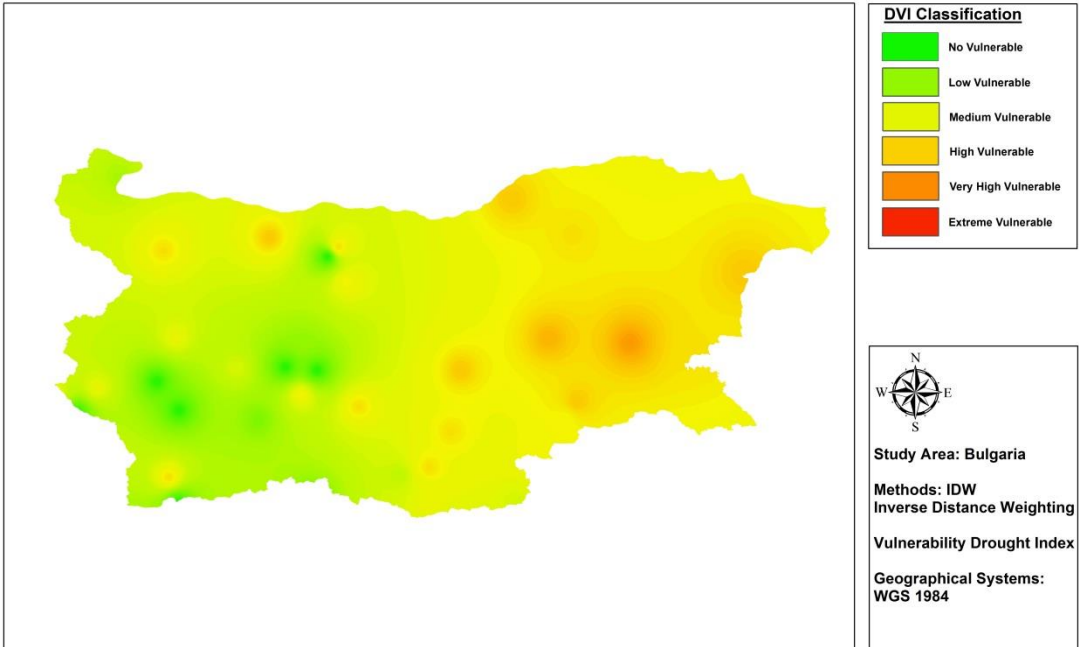 DVI Classification
No Vulnerable
Low Vulnerable
Medium Vulnerable
High Vulnerable
Very High Vulnerable
Extreme Vulnerable
N
W E
S
Study Area: Bulgaria
Methods: IDW
Inverse Distance Weighting
Vulnerability Drought Index
Geographical Systems:
WGS 1984